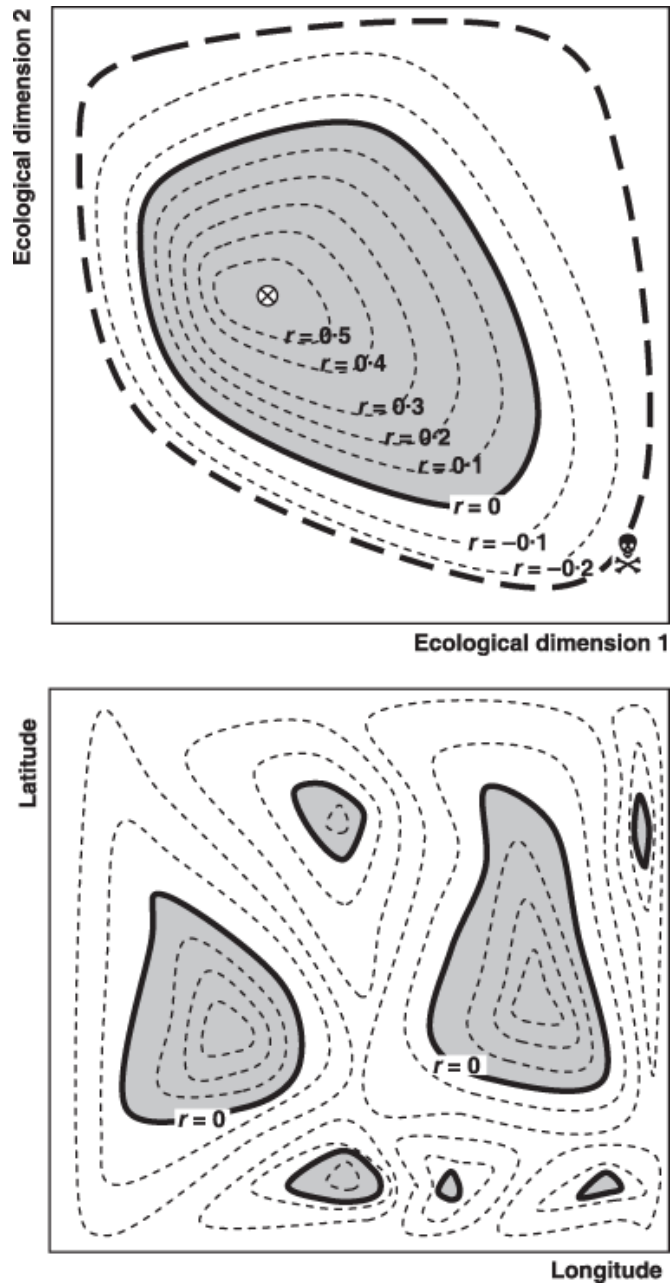 Ecological dimension 2
r = 0·5
r = 0·4
r = 0·3
r = 0·2
r = 0·1
r = 0
r = –0·1
r = –0·2
Ecological dimension 1
Latitude
r = 0
r = 0
Longitude